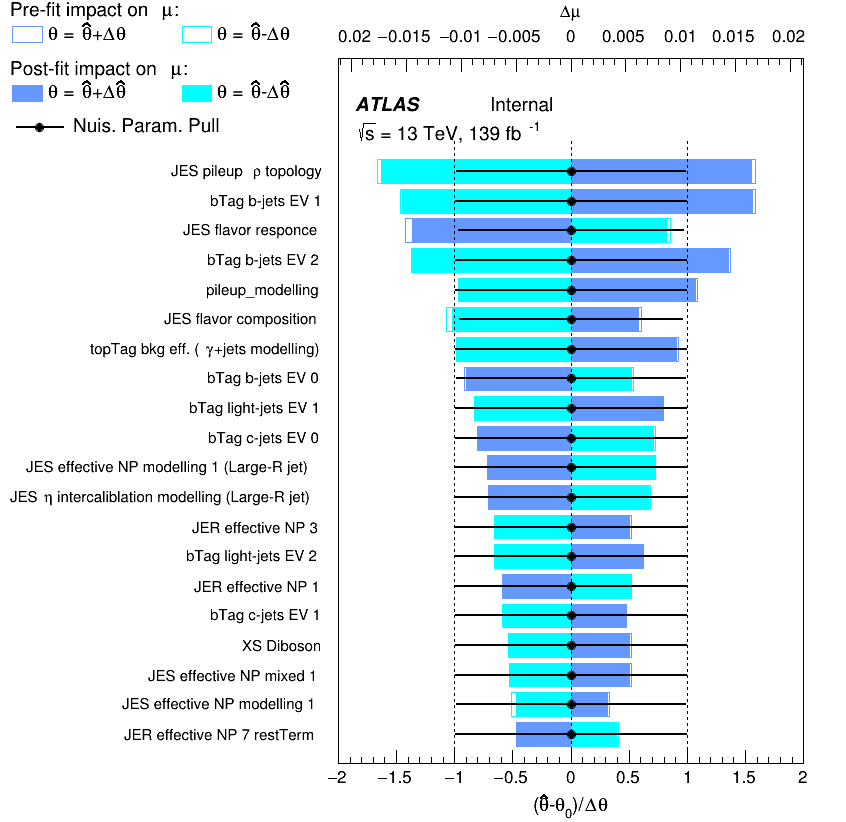 Pre-fit impact on μ:
θ = θ̂+Δθ θ = θ̂-Δθ
Post-fit impact on μ:
θ = θ̂+Δθ̂ θ = θ̂-Δθ̂
Nuis. Param. Pull
Δμ
0.02 −0.015 −0.01 −0.005 0 0.005 0.01 0.015 0.02
ATLAS Internal
√s = 13 TeV, 139 fb⁻¹
JES pileup ρ topology
bTag b-jets EV 1
JES flavor responce
bTag b-jets EV 2
pileup_modelling
JES flavor composition
topTag bkg eff. ( γ+jets modelling)
bTag b-jets EV 0
bTag light-jets EV 1
bTag c-jets EV 0
JES effective NP modelling 1 (Large-R jet)
JES η intercaliblation modelling (Large-R jet)
JER effective NP 3
bTag light-jets EV 2
JER effective NP 1
bTag c-jets EV 1
XS Diboson
JES effective NP mixed 1
JES effective NP modelling 1
JER effective NP 7 restTerm
−2 −1.5 −1 −0.5 0 0.5 1 1.5 2
(θ̂-θ₀)/Δθ